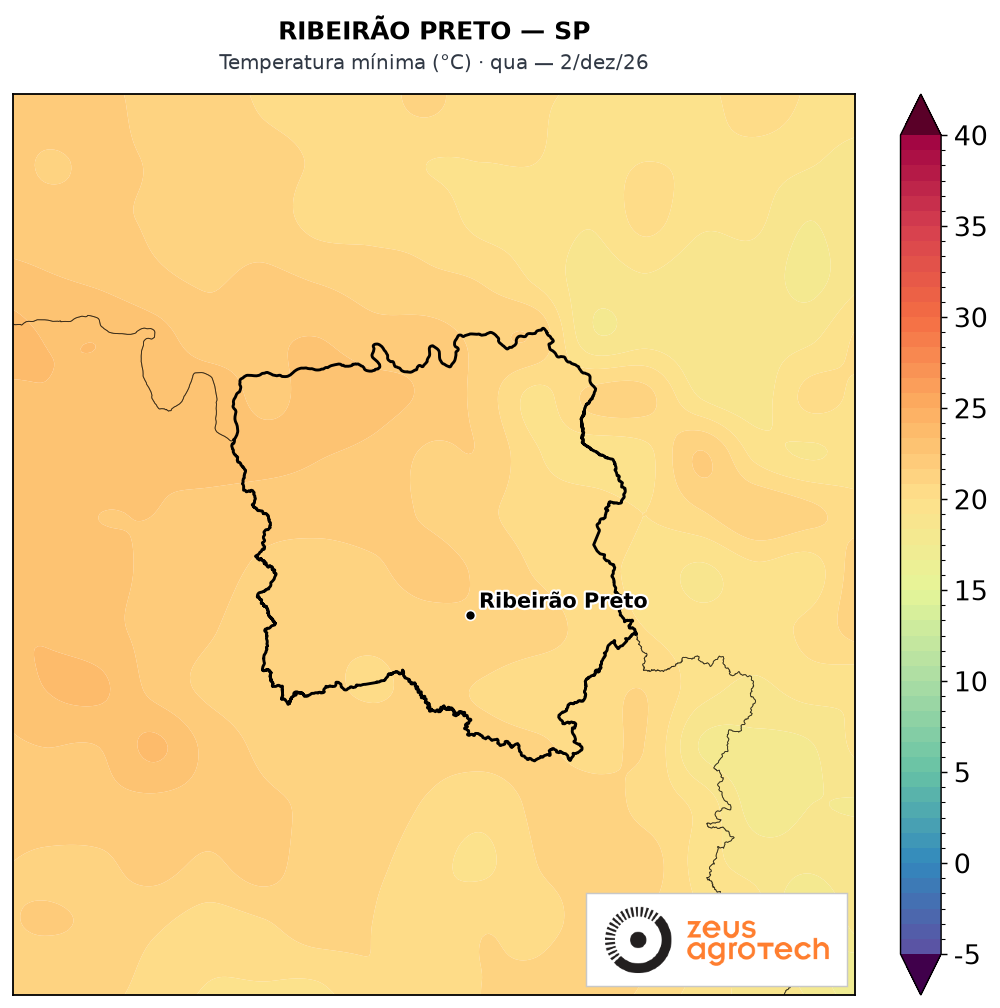 RIBEIRÃO PRETO — SP
Temperatura mínima (°C) · qua — 2/dez/26
40
35
30
25
20
15
10
5
0
-5
Ribeirão Preto
zeus
agrotech